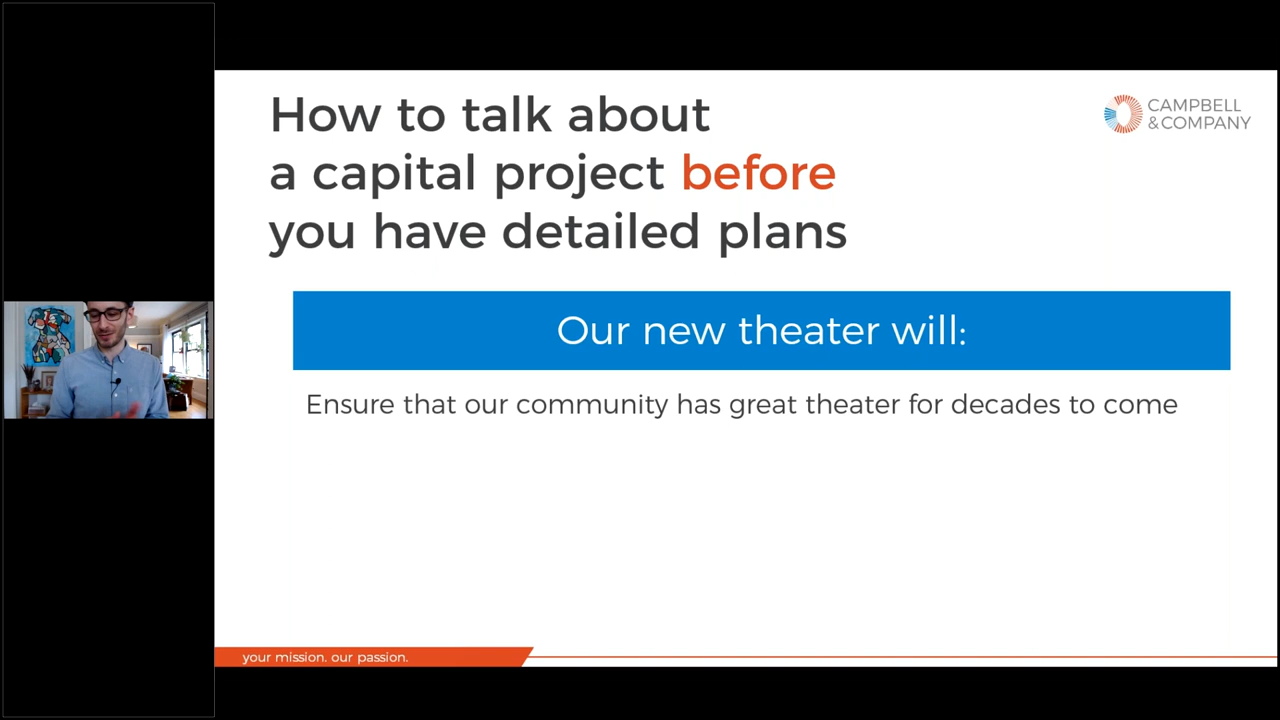 How to talk about
a capital project before
you have detailed plans
CAMPBELL
&COMPANY
Our new theater will:
Ensure that our community has great theater for decades to come
your mission. our passion.